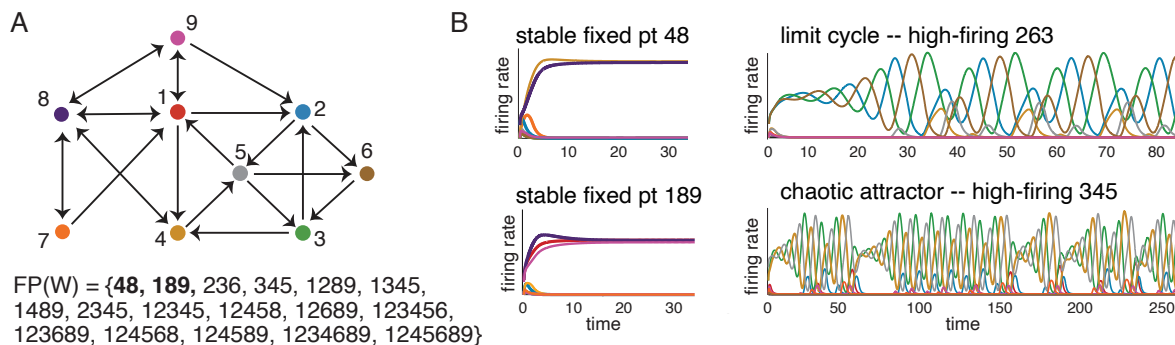 A
9
8
1
2
5
6
7
4
3
FP(W) = {48, 189, 236, 345, 1289, 1345,
1489, 2345, 12345, 12458, 12689, 123456,
123689, 124568, 124589, 1234689, 1245689}
B
stable fixed pt 48
firing rate
0 10 20 30
limit cycle -- high-firing 263
firing rate
0 10 20 30 40 50 60 70 80
stable fixed pt 189
firing rate
0 10 20 30
time
chaotic attractor -- high-firing 345
firing rate
0 50 100 150 200 250
time